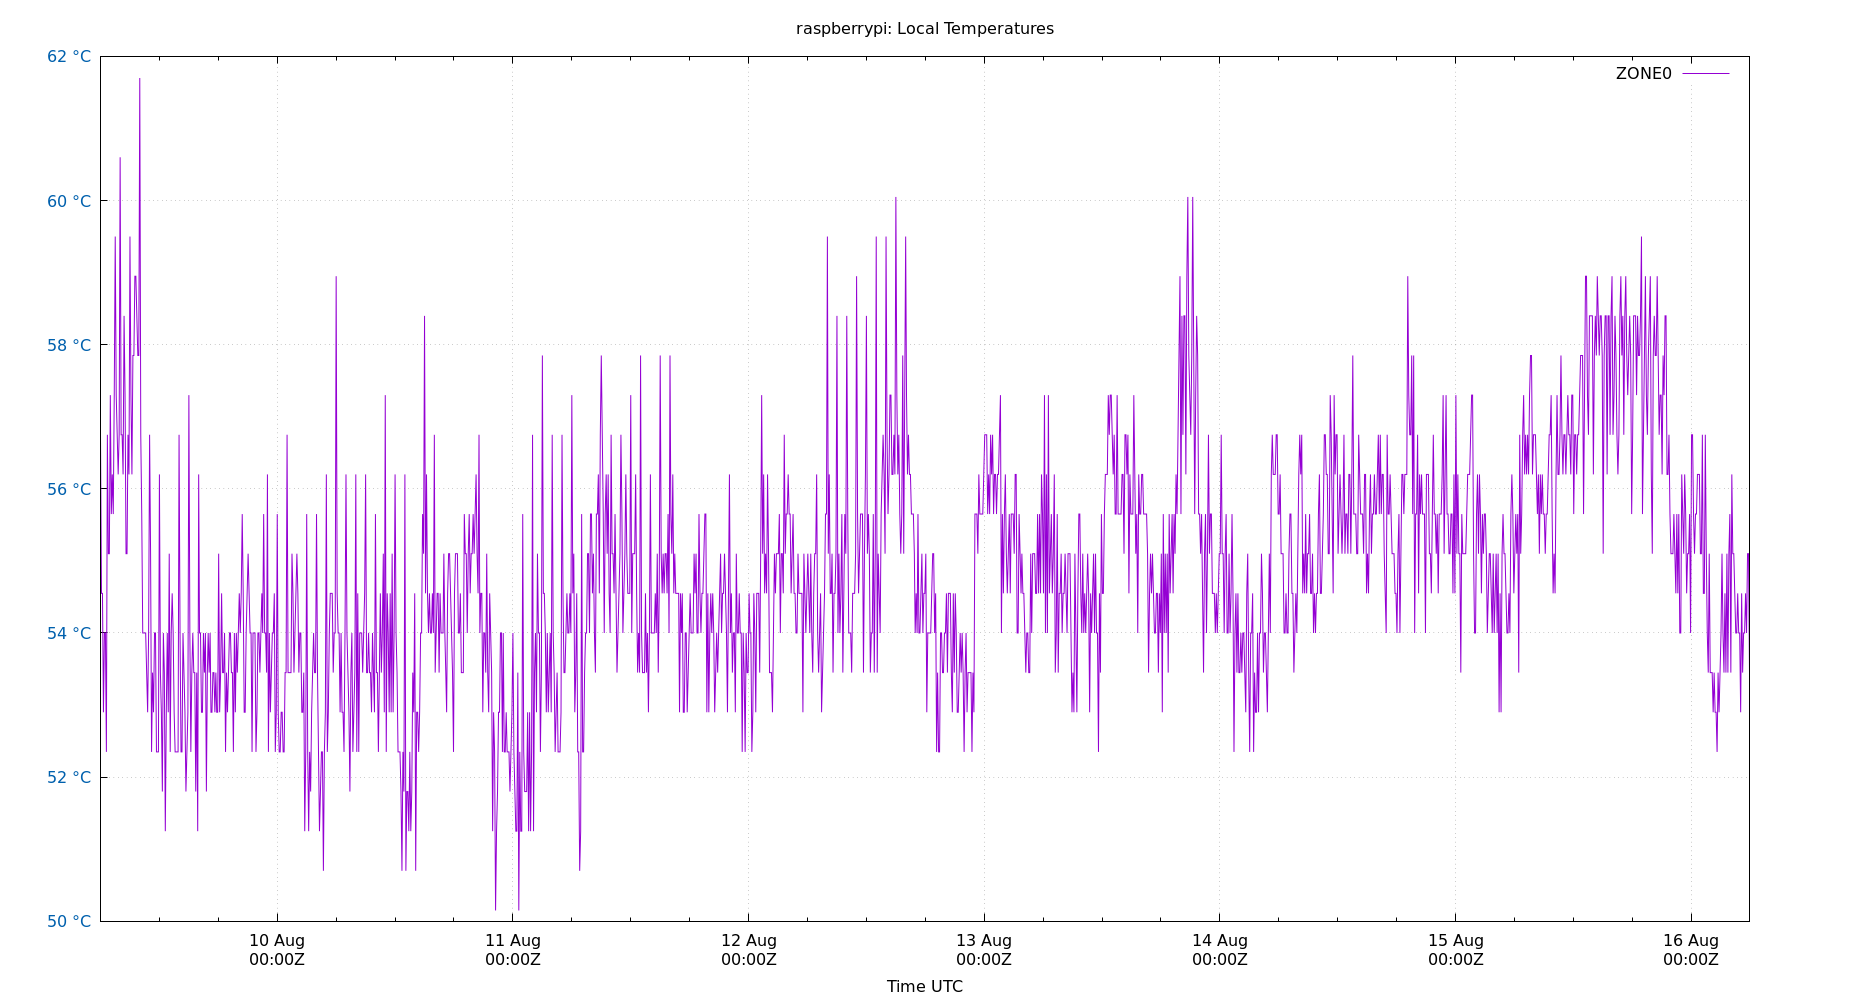 raspberrypi: Local Temperatures
62 °C
ZONE0
60 °C
58 °C
56 °C
54 °C
52 °C
50 °C
10 Aug 11 Aug 12 Aug 13 Aug 14 Aug 15 Aug 16 Aug
00:00Z 00:00Z 00:00Z 00:00Z 00:00Z 00:00Z 00:00Z
Time UTC